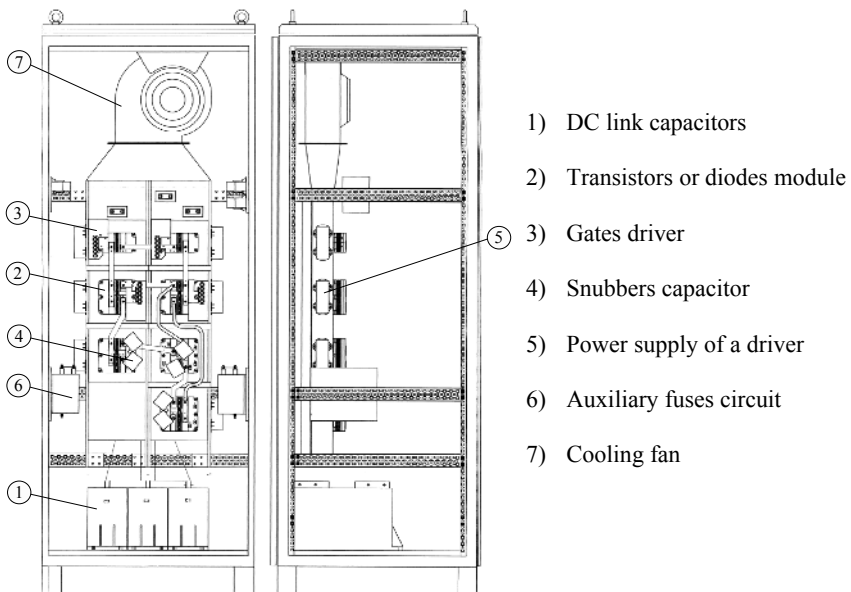 7
3
2
4
6
1
5
1) DC link capacitors
2) Transistors or diodes module
3) Gates driver
4) Snubbers capacitor
5) Power supply of a driver
6) Auxiliary fuses circuit
7) Cooling fan